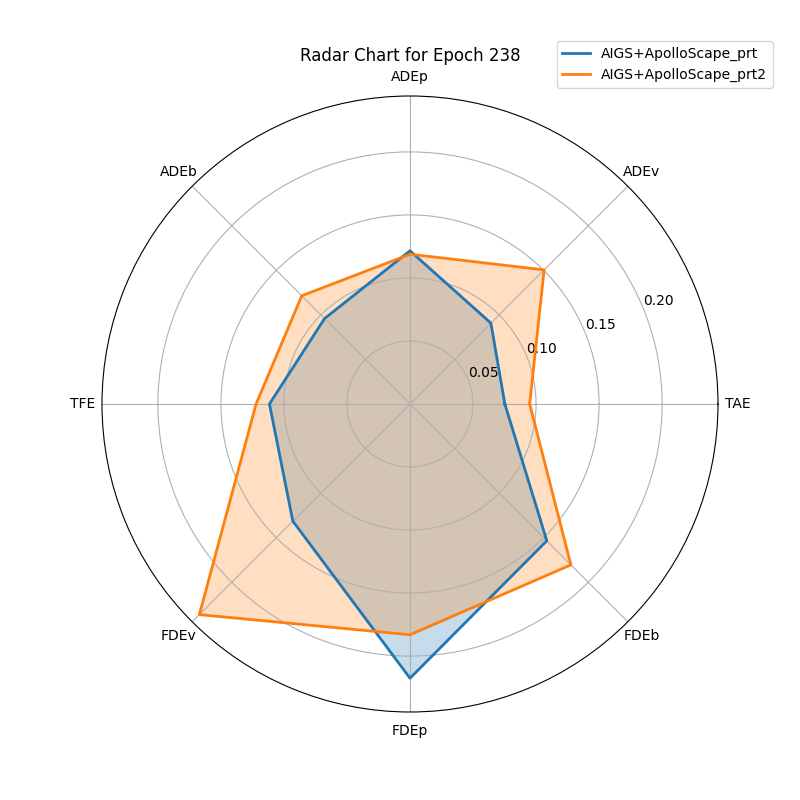 Radar Chart for Epoch 238
AIGS+ApolloScape_prt
AIGS+ApolloScape_prt2
ADEp
ADEb
ADEv
0.20
0.15
0.10
0.05
TFE
TAE
FDEv
FDEb
FDEp